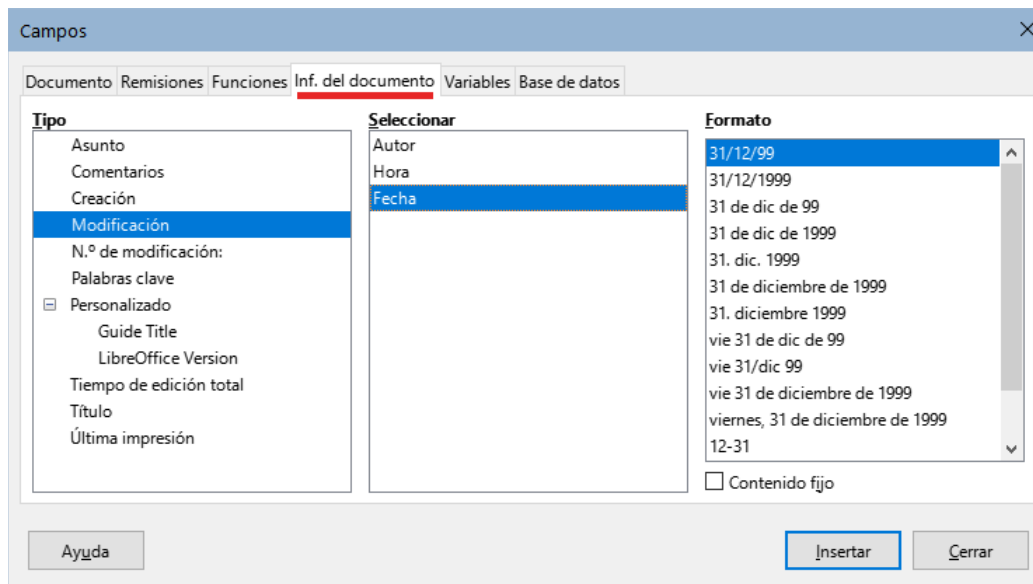 Campos
Documento Remisiones Funciones Inf. del documento Variables Base de datos
Tipo
Asunto
Comentarios
Creación
Modificación
N.º de modificación:
Palabras clave
Personalizado
Guide Title
LibreOffice Version
Tiempo de edición total
Título
Última impresión
Seleccionar
Autor
Hora
Fecha
Formato
31/12/99
31/12/1999
31 de dic de 99
31 de dic de 1999
31. dic. 1999
31 de diciembre de 1999
31. diciembre 1999
vie 31 de dic de 99
vie 31/dic 99
vie 31 de diciembre de 1999
viernes, 31 de diciembre de 1999
12-31
Contenido fijo
Ayuda
Insertar
Cerrar